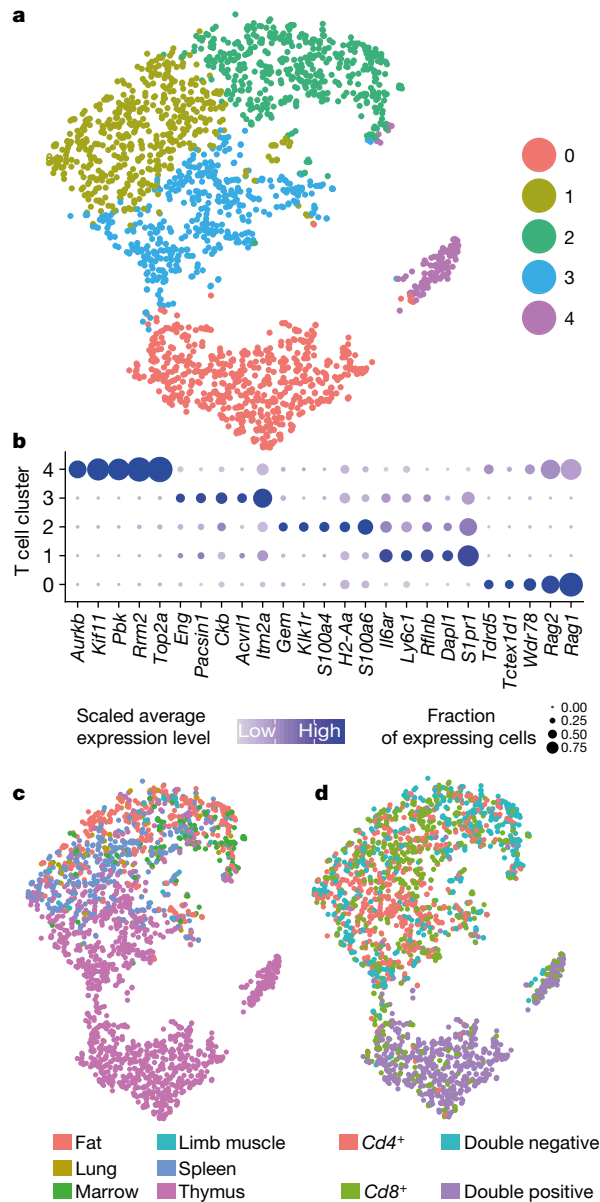 a
0
1
2
3
4
b
T cell cluster
4
3
2
1
0
Aurkb
Kif11
Pbk
Rrm2
Top2a
Eng
Pacsin1
Ckb
Acvrl1
Itm2a
Gem
Klk1r
S100a4
H2-Aa
S100a6
Il6ar
Ly6c1
Rflnb
Dapl1
S1pr1
Tdrd5
Tctex1d1
Wdr78
Rag2
Rag1
Scaled average
expression level
Low High
Fraction
of expressing cells
0.00
0.25
0.50
0.75
c
d
Fat
Limb muscle
Lung
Spleen
Marrow
Thymus
Cd4+
Double negative
Cd8+
Double positive